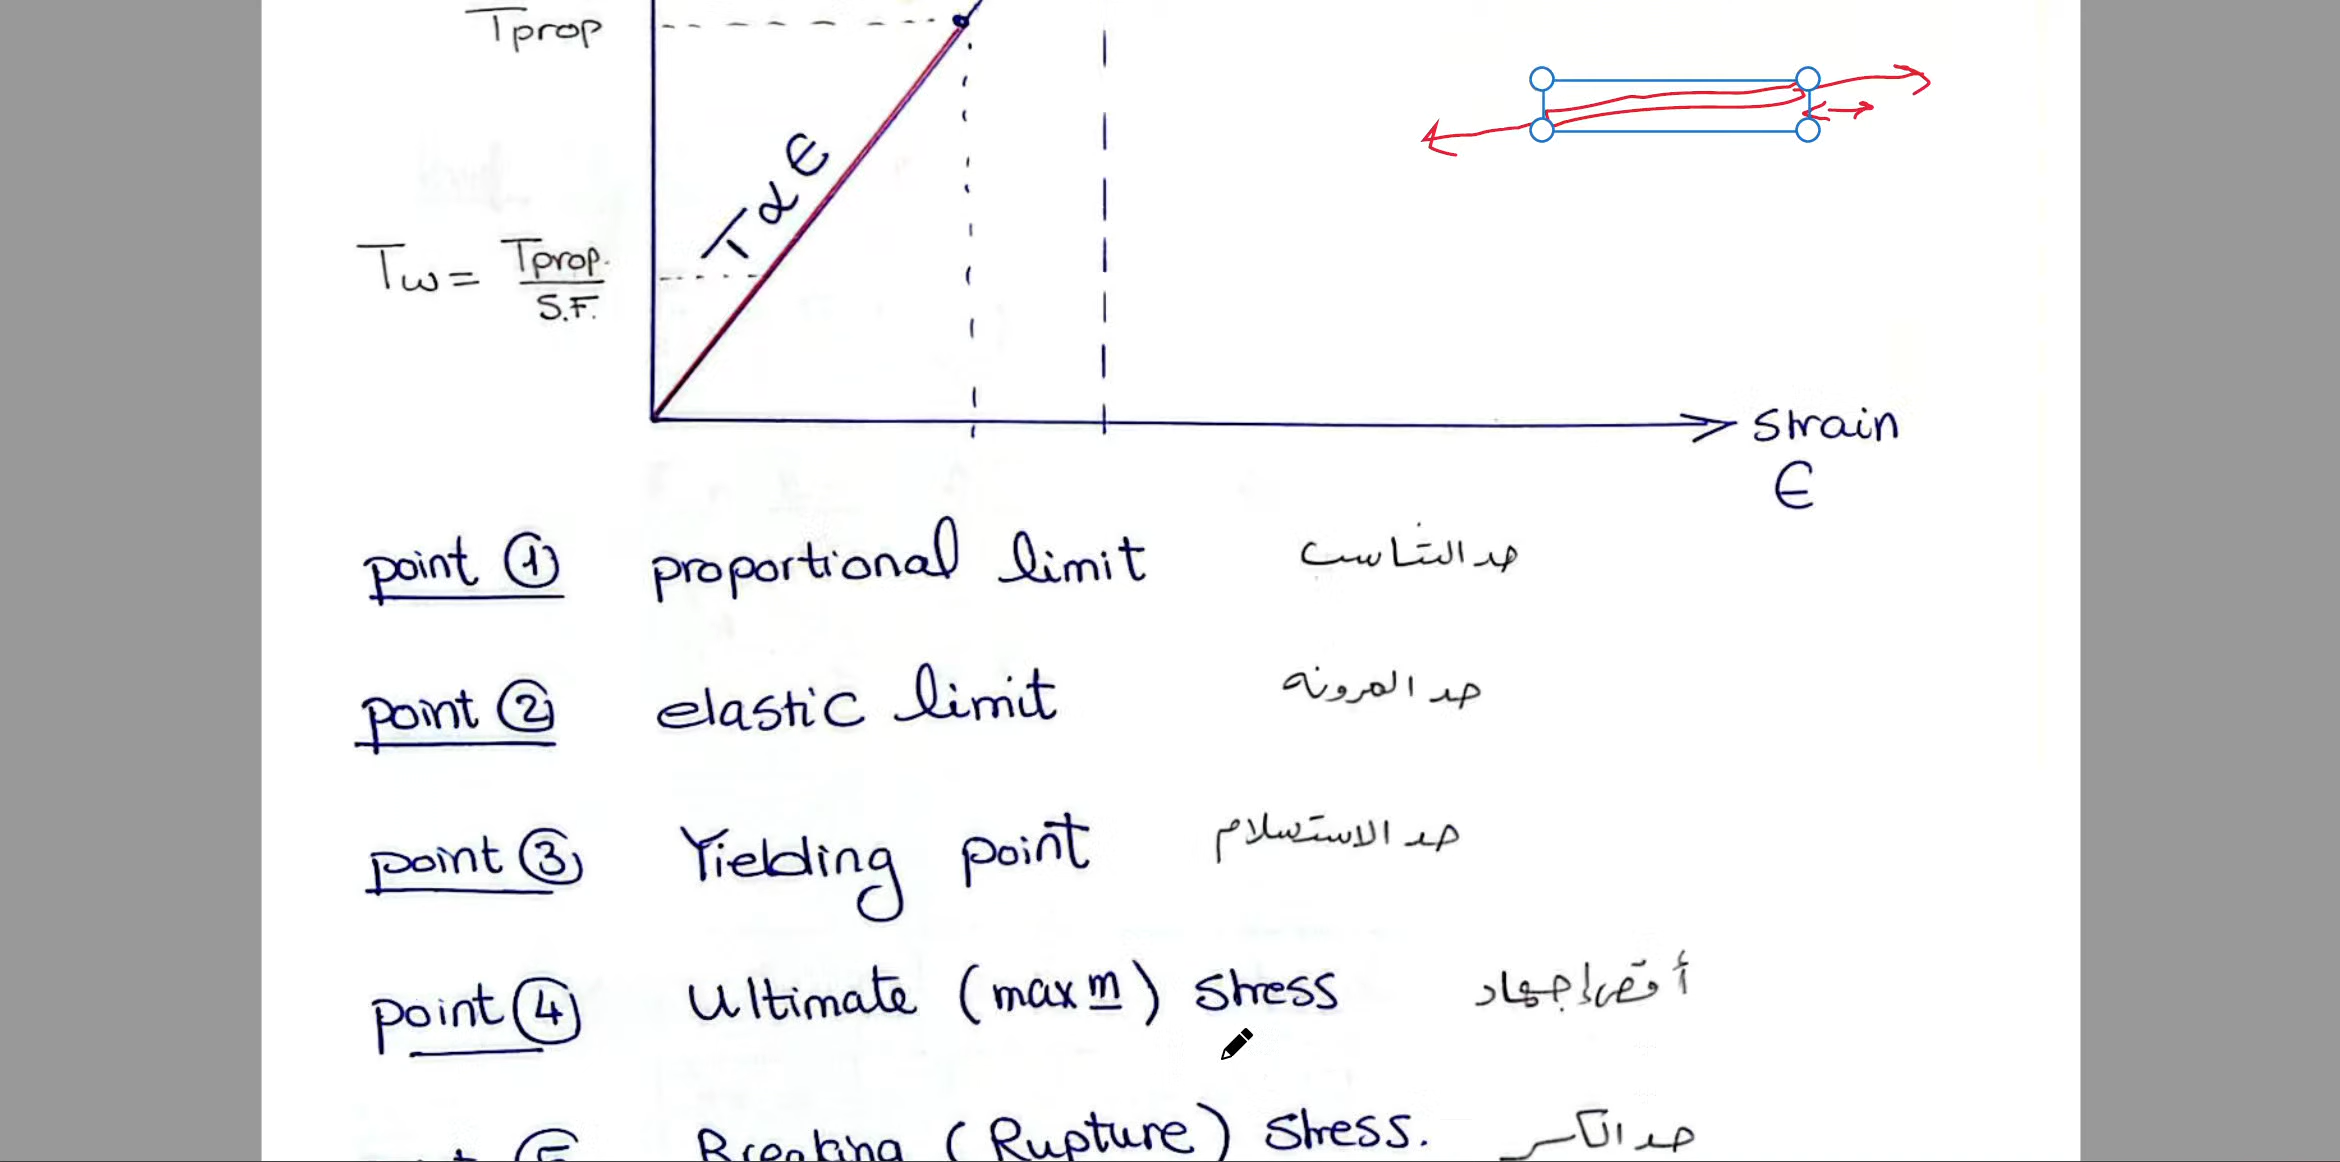 Tprop
T α ϵ
Tw = Tprop. / S.F.
strain
ϵ
point ① proportional limit حد التناسب
point ② elastic limit حد المرونه
point ③ Yielding point حد الاستسلام
point ④ Ultimate (maxm) stress أقصى إجهاد
Breaking (Rupture) stress. حد الكسر